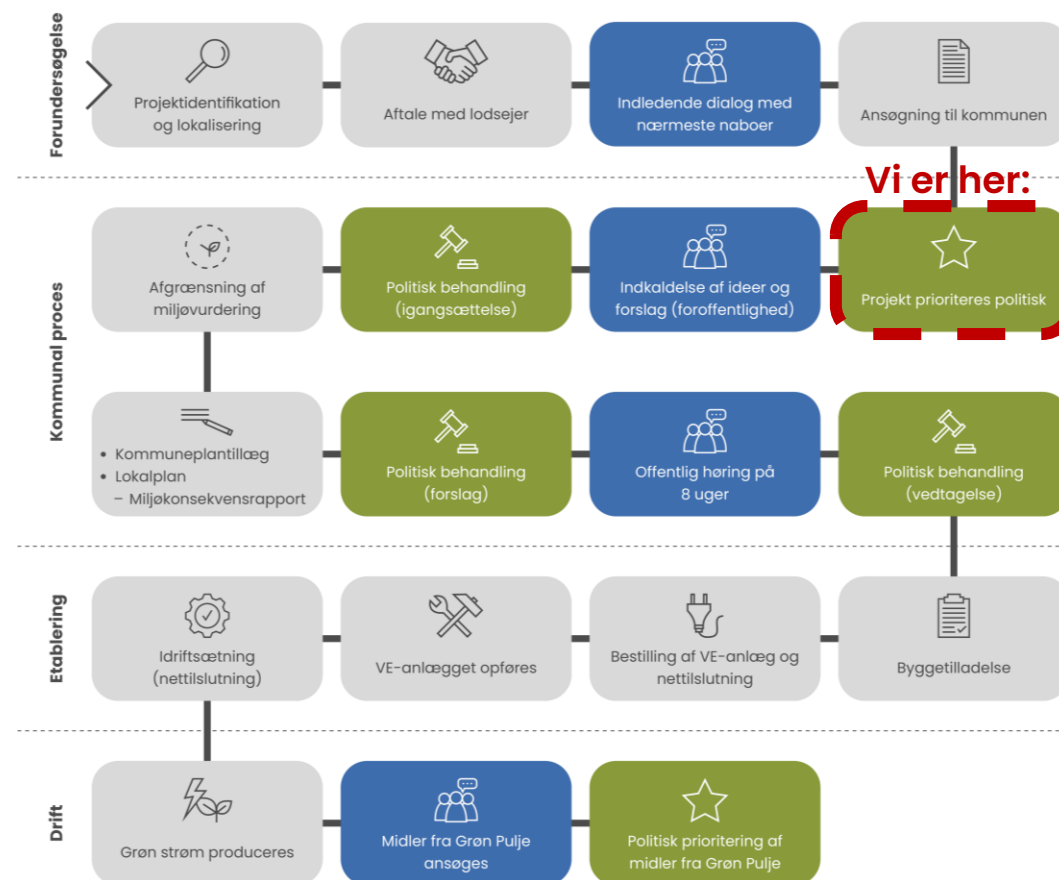 Forundersøgelse
Projektidentifikation
og lokalisering
Aftale med lodsejer
Indledende dialog med
nærmeste naboer
Ansøgning til kommunen
Vi er her:
Kommunal proces
Afgrænsning af
miljøvurdering
Politisk behandling
(igangsættelse)
Indkaldelse af ideer og
forslag (foroffentlighed)
Projekt prioriteres politisk
• Kommuneplantillæg
• Lokalplan
– Miljøkonsekvensrapport
Politisk behandling
(forslag)
Offentlig høring på
8 uger
Politisk behandling
(vedtagelse)
Etablering
Idriftsætning
(nettilslutning)
VE-anlægget opføres
Bestilling af VE-anlæg og
nettilslutning
Byggetilladelse
Drift
Grøn strøm produceres
Midler fra Grøn Pulje
ansøges
Politisk prioritering af
midler fra Grøn Pulje